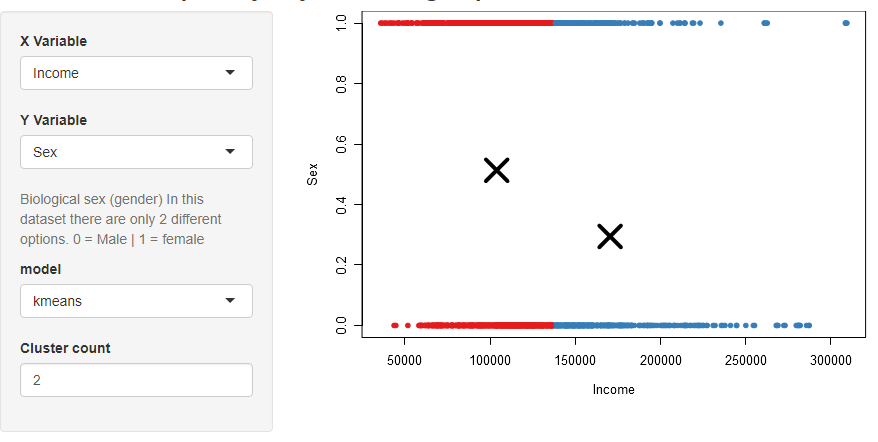 X Variable
Income
Y Variable
Sex
Biological sex (gender) In this
dataset there are only 2 different
options. 0 = Male | 1 = female
model
kmeans
Cluster count
2
Sex
1.0
0.8
0.6
0.4
0.2
0.0
50000 100000 150000 200000 250000 300000
Income